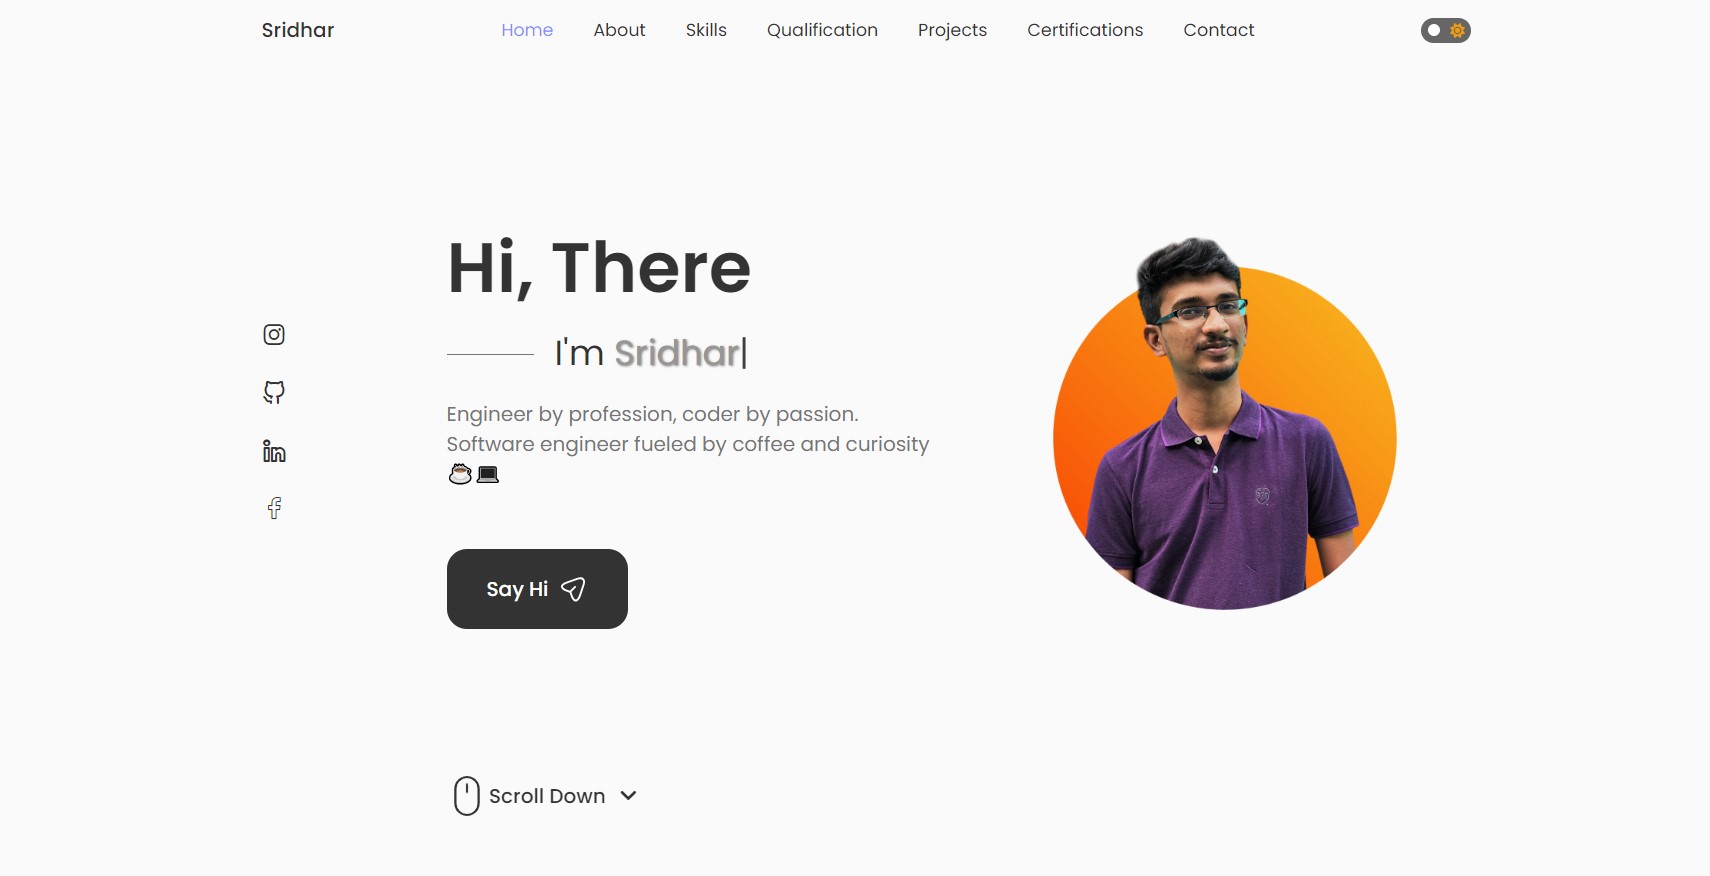 Sridhar
Home About Skills Qualification Projects Certifications Contact
Hi, There
I'm Sridhar|
Engineer by profession, coder by passion.
Software engineer fueled by coffee and curiosity
☕💻
Say Hi
Scroll Down